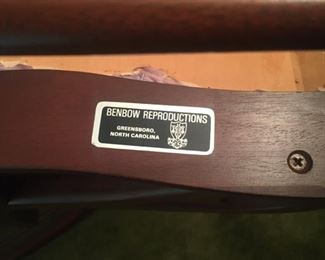 BENBOW REPRODUCTIONS
GREENSBORO,
NORTH CAROLINA